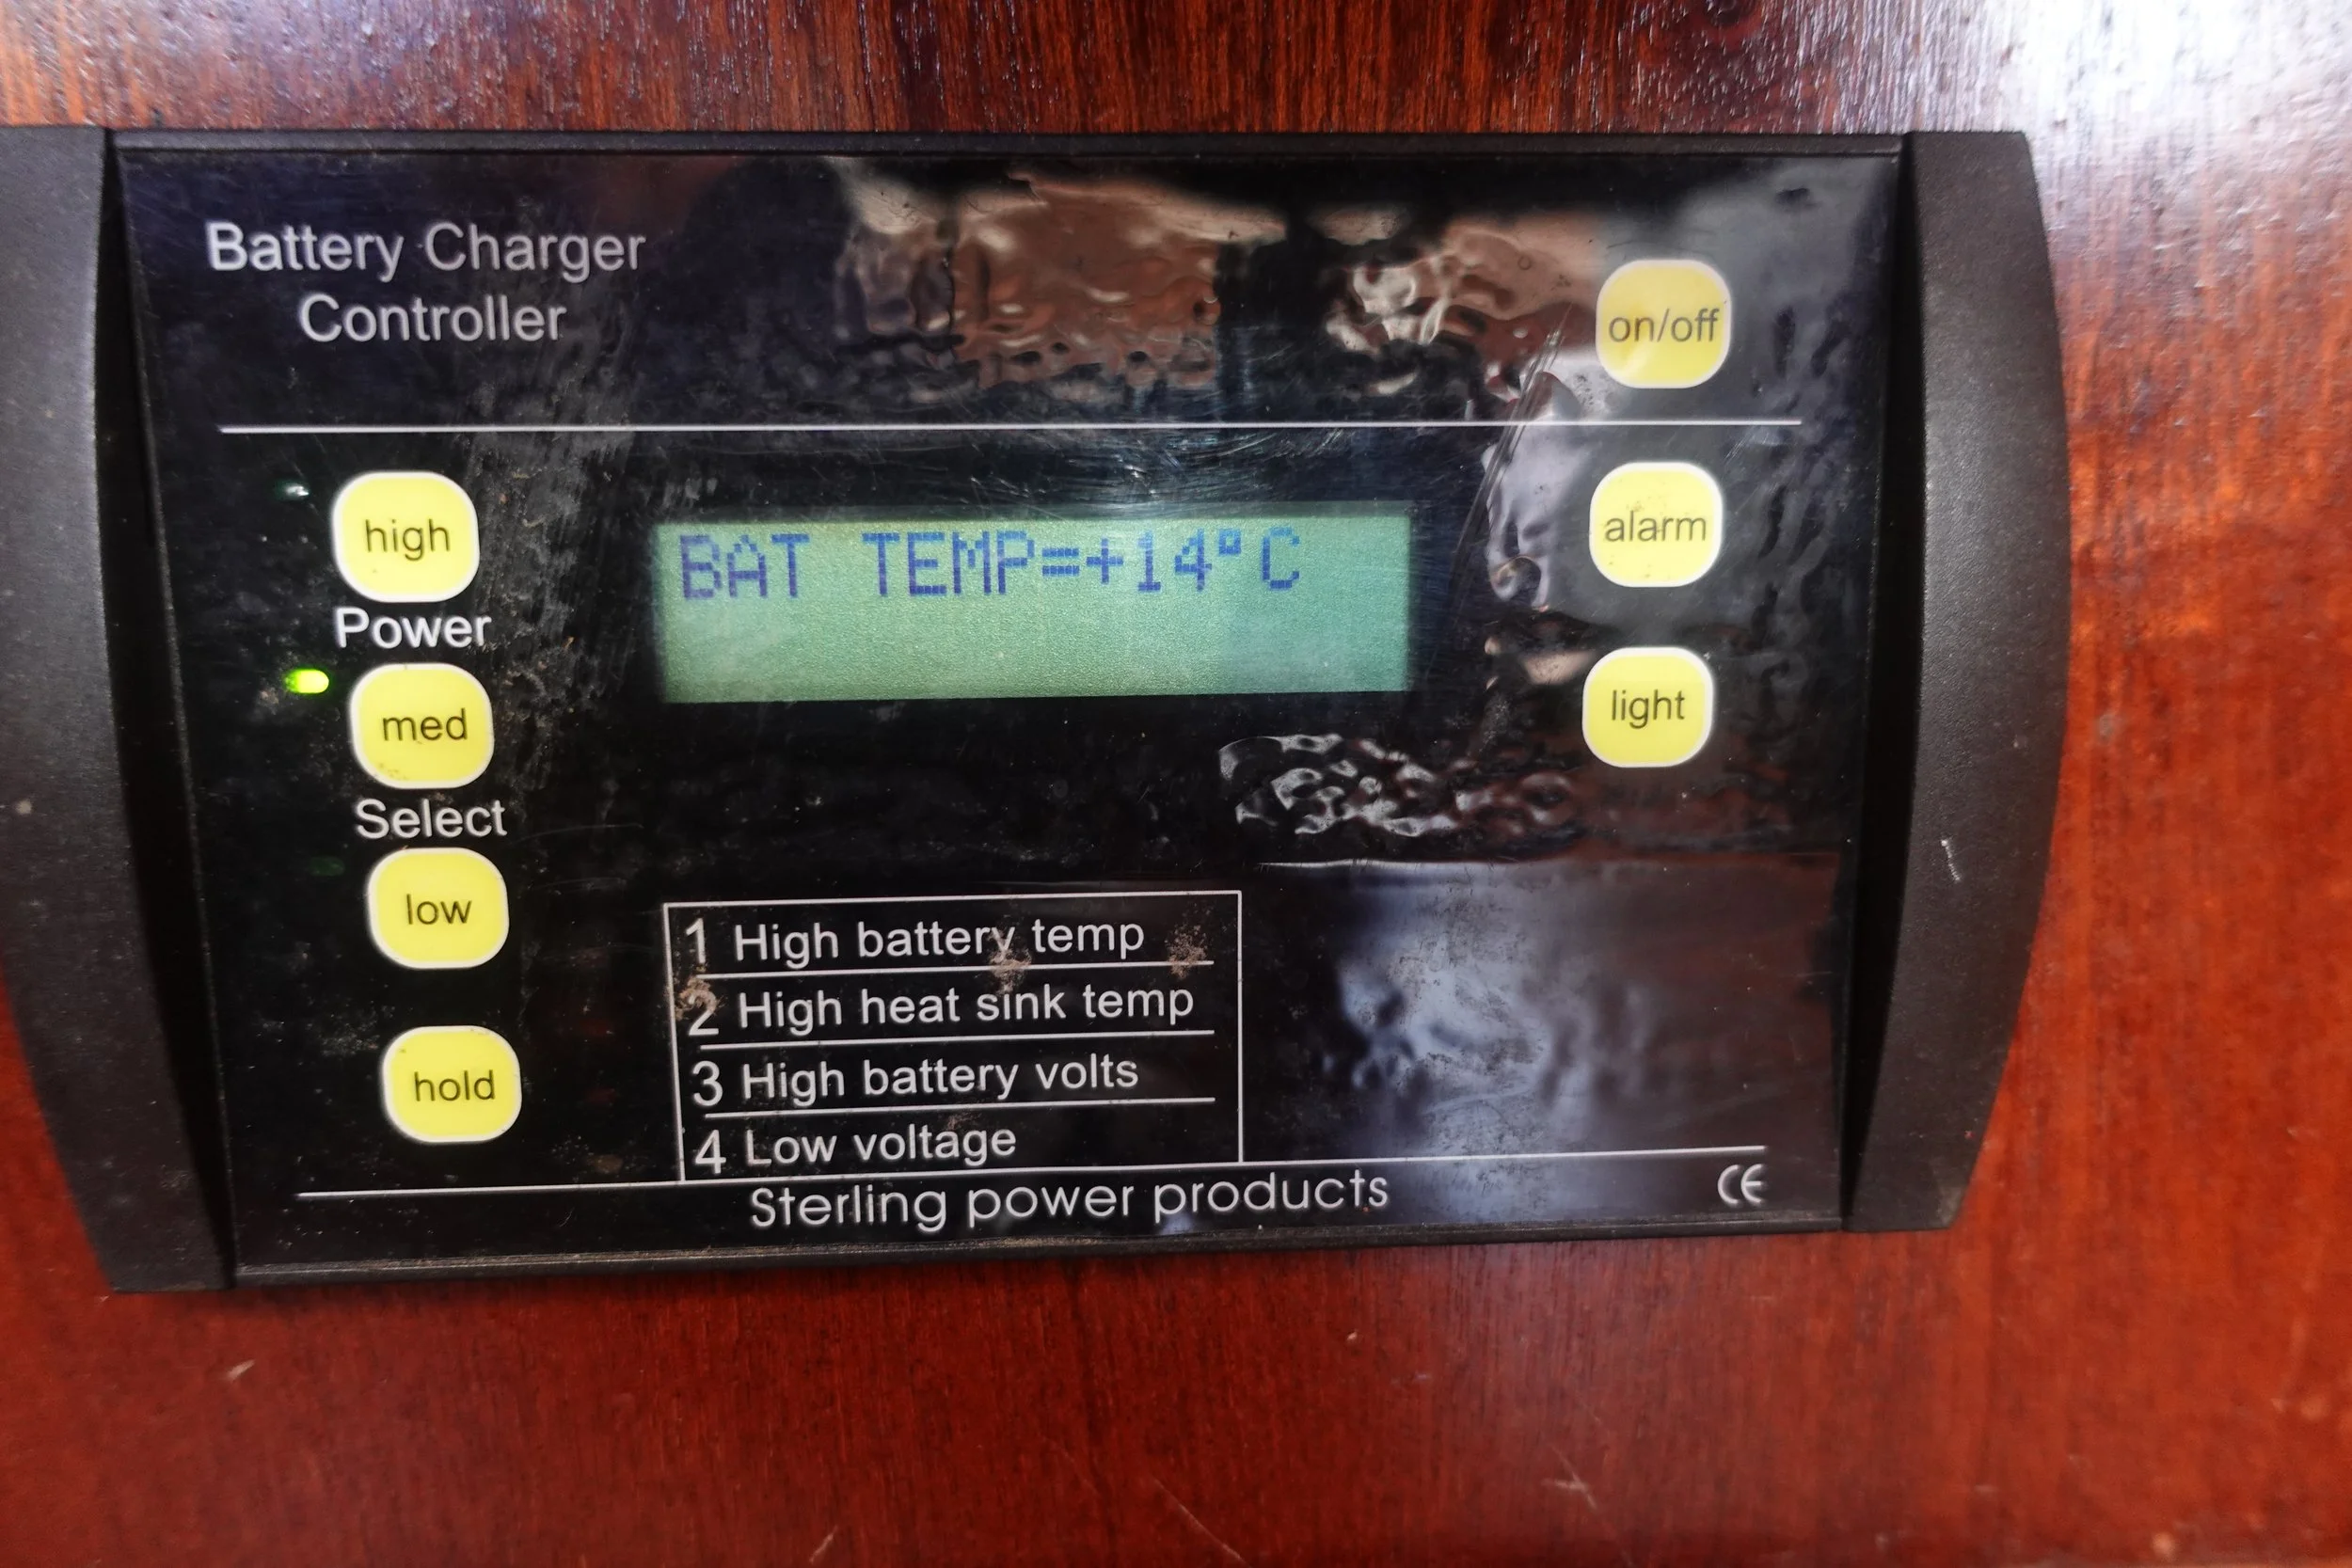 Battery Charger
Controller
on/off
high
BAT TEMP=+14°C
alarm
Power
med
light
Select
low
hold
1 High battery temp
2 High heat sink temp
3 High battery volts
4 Low voltage
Sterling power products
CE